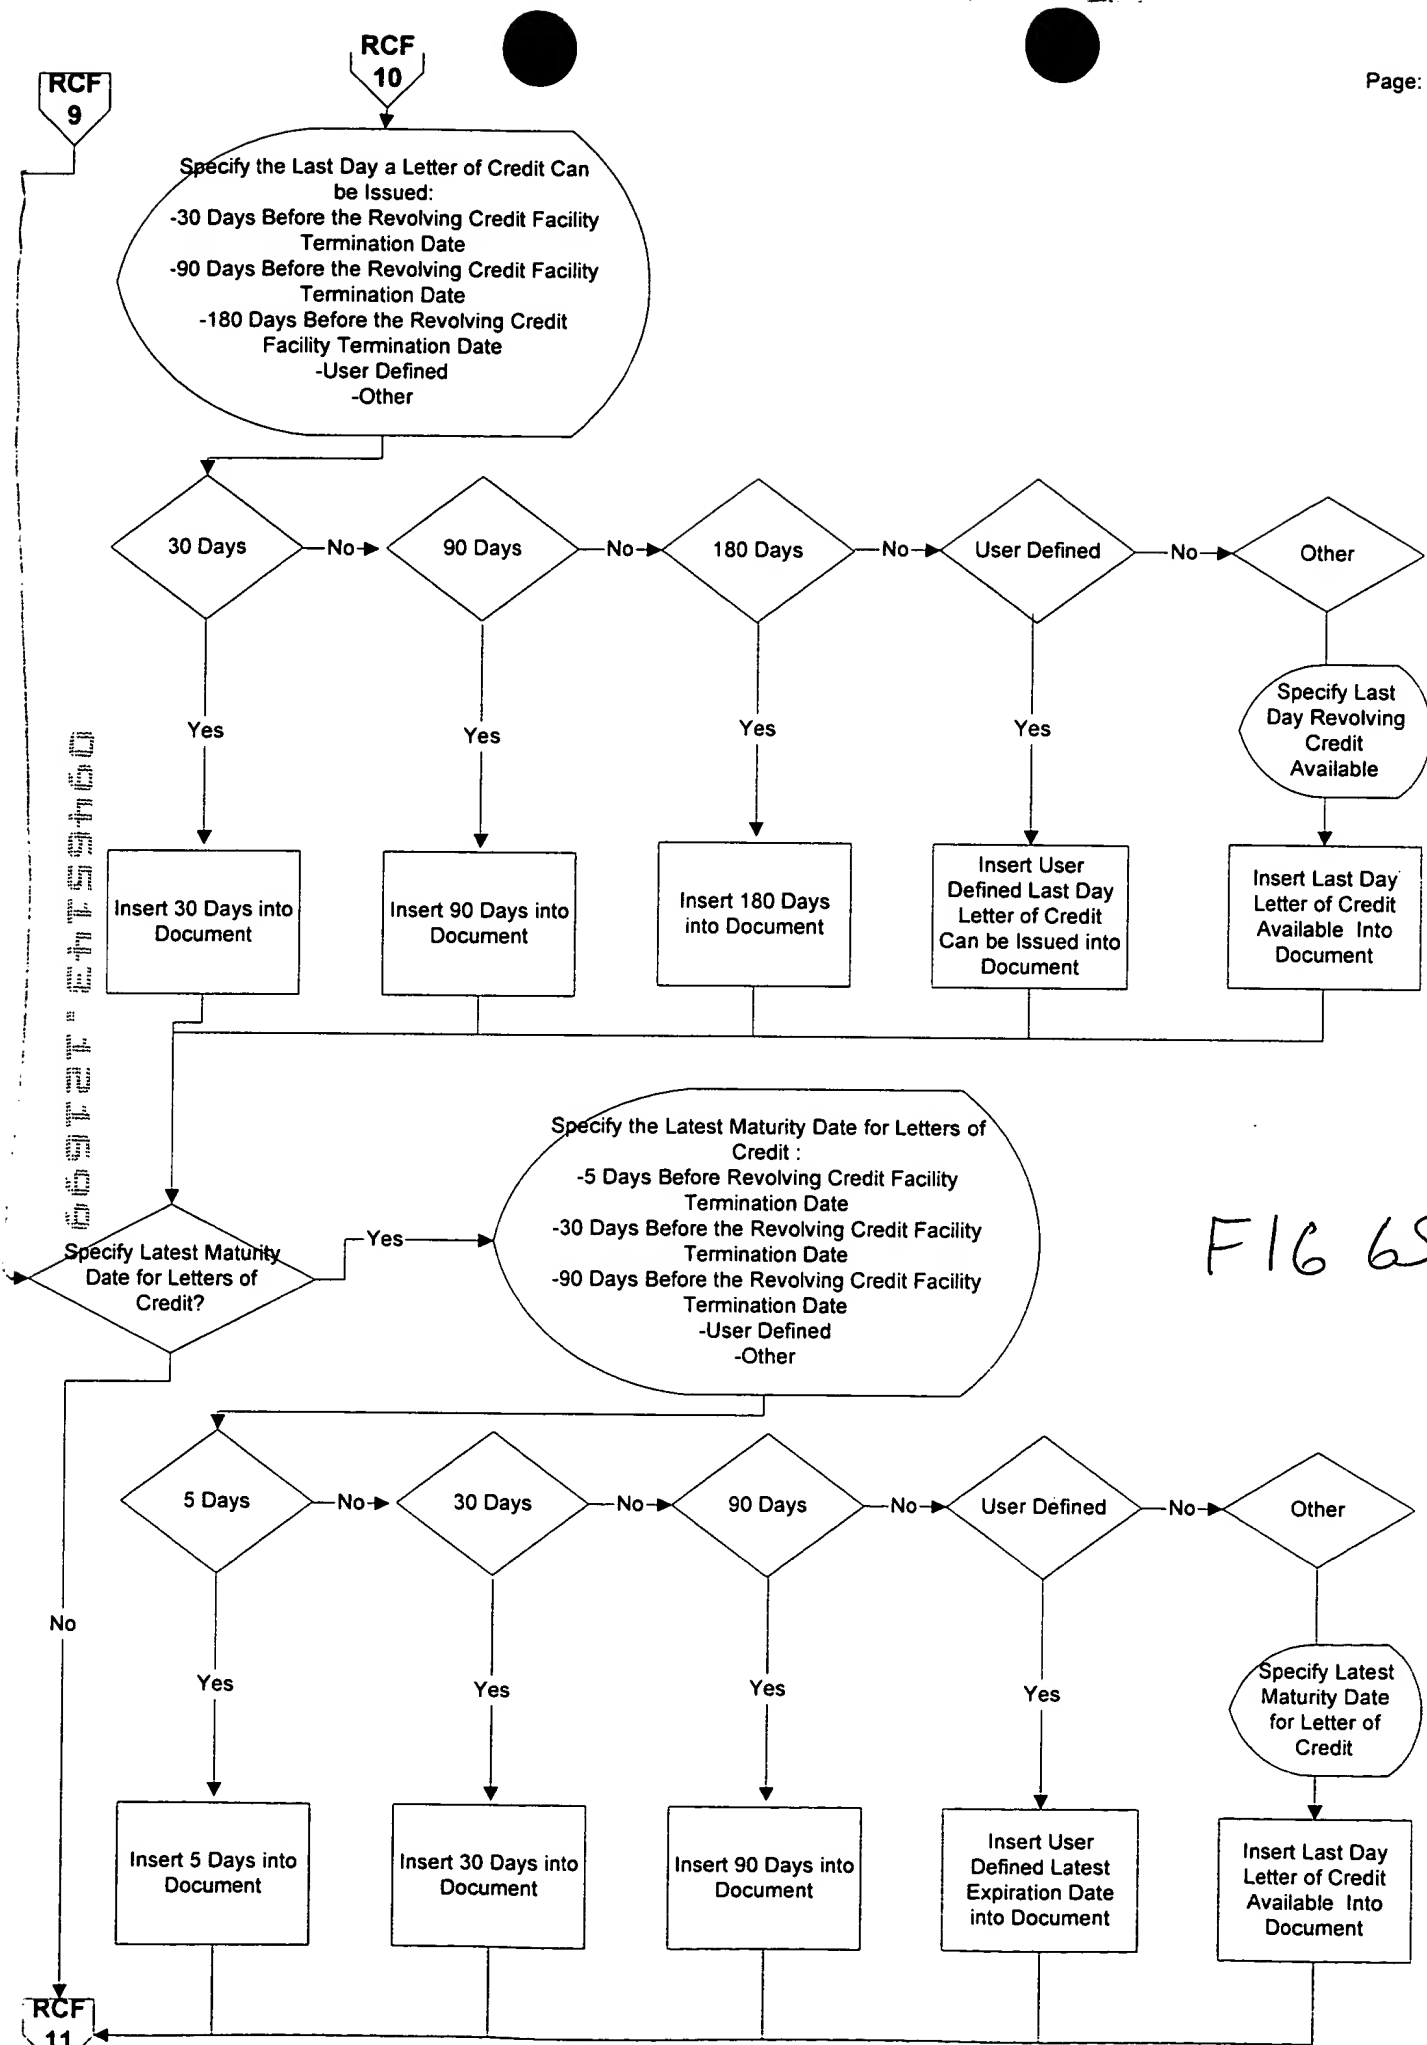 RCF
10
RCF
9
Page:
Specify the Last Day a Letter of Credit Can
be Issued:
-30 Days Before the Revolving Credit Facility
Termination Date
-90 Days Before the Revolving Credit Facility
Termination Date
-180 Days Before the Revolving Credit
Facility Termination Date
-User Defined
-Other
30 Days
No
90 Days
No
180 Days
No
User Defined
No
Other
Yes
Yes
Yes
Yes
Specify Last
Day Revolving
Credit
Available
Insert 30 Days into
Document
Insert 90 Days into
Document
Insert 180 Days
into Document
Insert User
Defined Last Day
Letter of Credit
Can be Issued into
Document
Insert Last Day
Letter of Credit
Available Into
Document
09465143.121699
Specify Latest Maturity
Date for Letters of
Credit?
Yes
Specify the Latest Maturity Date for Letters of
Credit :
-5 Days Before Revolving Credit Facility
Termination Date
-30 Days Before the Revolving Credit Facility
Termination Date
-90 Days Before the Revolving Credit Facility
Termination Date
-User Defined
-Other
5 Days
No
30 Days
No
90 Days
No
User Defined
No
Other
No
Yes
Yes
Yes
Yes
Specify Latest
Maturity Date
for Letter of
Credit
Insert 5 Days into
Document
Insert 30 Days into
Document
Insert 90 Days into
Document
Insert User
Defined Latest
Expiration Date
into Document
Insert Last Day
Letter of Credit
Available Into
Document
RCF
11
FIG 6S